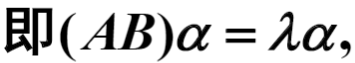 即(AB)α = λα,